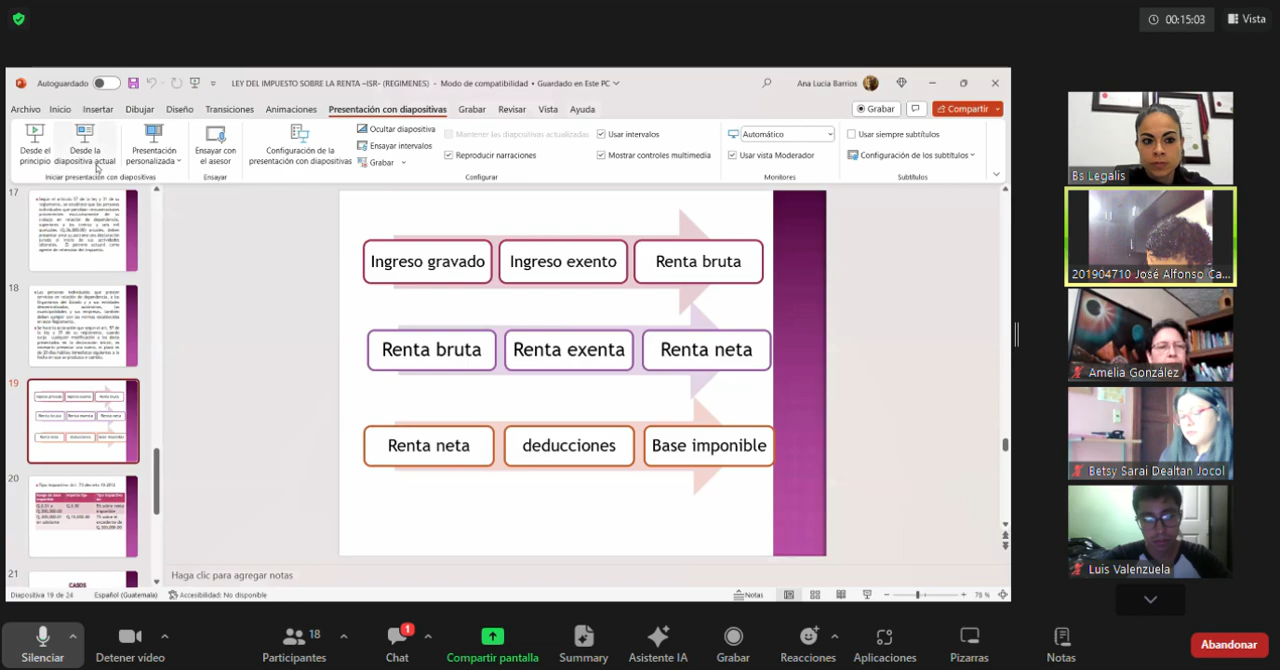 00:15:03
Vista
Autoguardado
LEY DEL IMPUESTO SOBRE LA RENTA –ISR- (REGIMENES) - Modo de compatibilidad • Guardado en Este PC
Ana Lucia Barrios
Archivo Inicio Insertar Dibujar Diseño Transiciones Animaciones Presentación con diapositivas Grabar Revisar Vista Ayuda
Grabar
Compartir
Desde el principio
Desde la diapositiva actual
Presentación personalizada
Iniciar presentación con diapositivas
Ensayar con el asesor
Ensayar
Configuración de la presentación con diapositivas
Ocultar diapositiva
Ensayar intervalos
Grabar
Mantener las diapositivas actualizadas
Reproducir narraciones
Usar intervalos
Mostrar controles multimedia
Configurar
Automático
Usar vista Moderador
Monitores
Usar siempre subtítulos
Configuración de los subtítulos
Subtítulos
17
18
19
20
21
CASOS
Ingreso gravado
Ingreso exento
Renta bruta
Renta bruta
Renta exenta
Renta neta
Renta neta
deducciones
Base imponible
Haga clic para agregar notas
Diapositiva 19 de 24
Español (Guatemala)
Accesibilidad: No disponible
Notas
78 %
Bs Legalis
201904710 José Alfonso Ca...
Amelia González
Betsy Sarai Dealtan Jocol
Luis Valenzuela
Silenciar
Detener vídeo
18
Participantes
1
Chat
Compartir pantalla
Summary
Asistente IA
Grabar
Reacciones
Aplicaciones
Pizarras
Notas
Abandonar